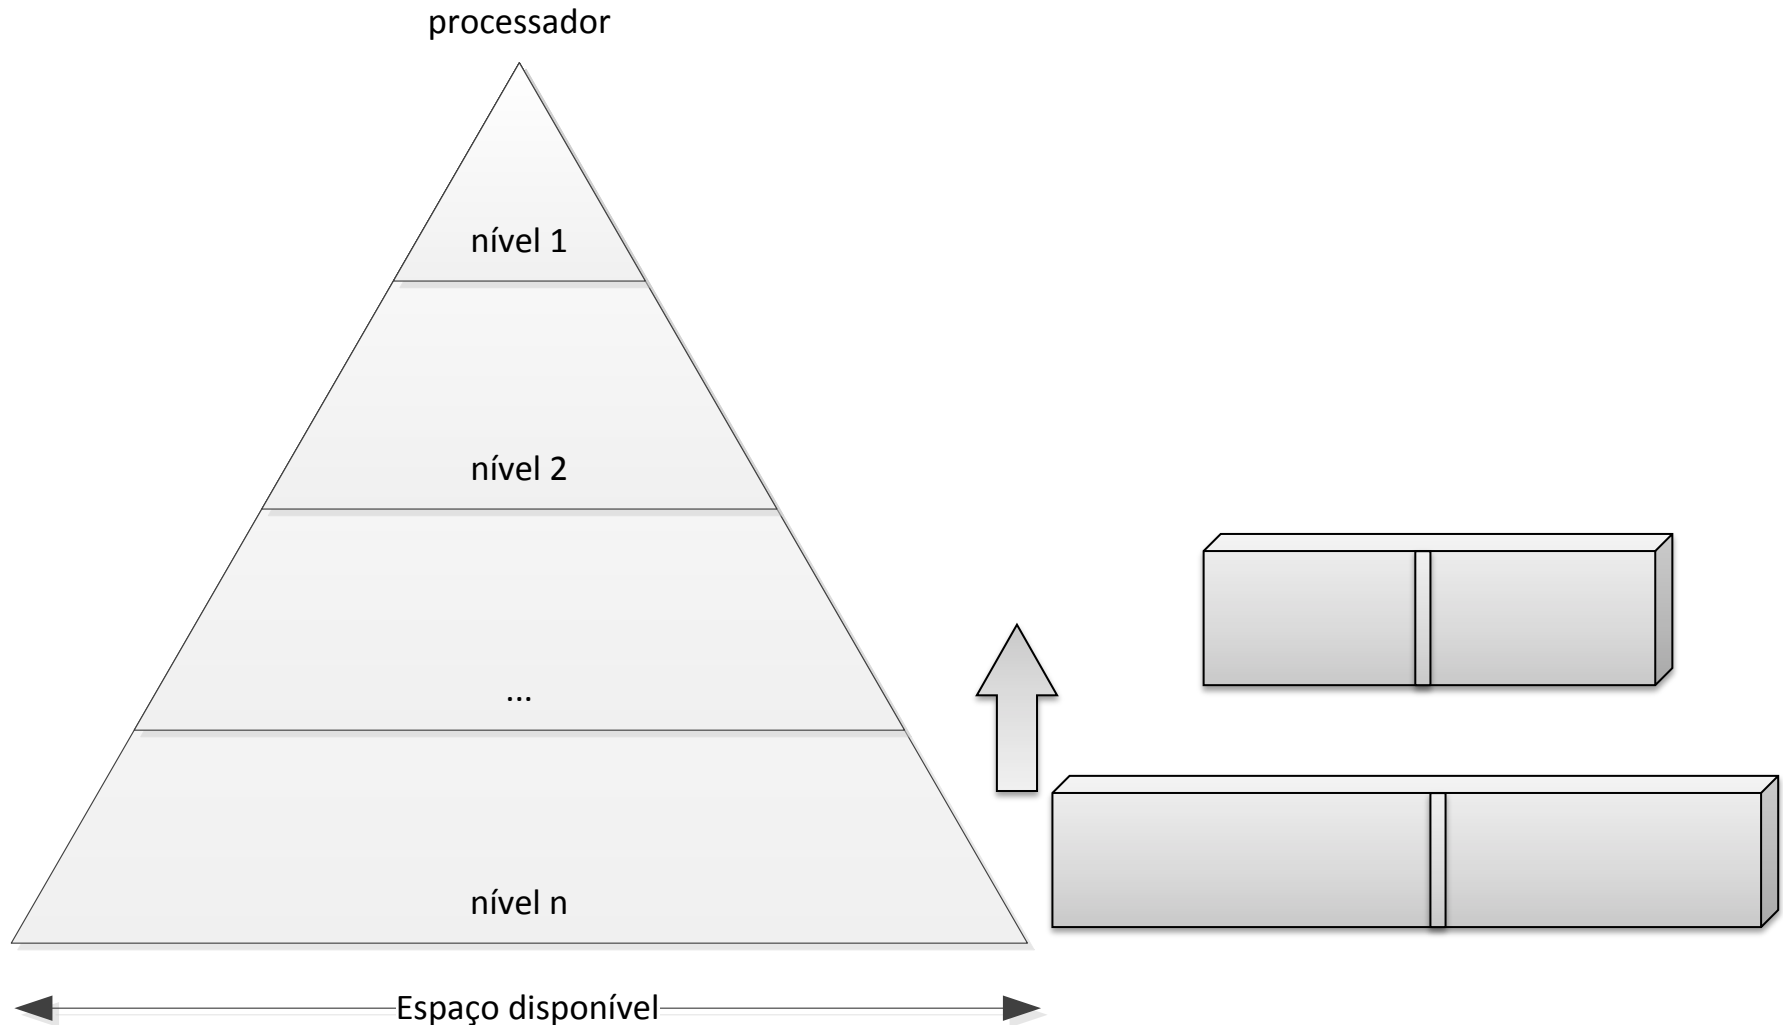 processador
nível 1
nível 2
...
nível n
Espaço disponível